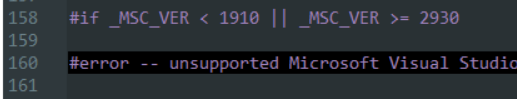 158 #if _MSC_VER < 1910 || _MSC_VER >= 2930
159
160 #error -- unsupported Microsoft Visual Studio
161